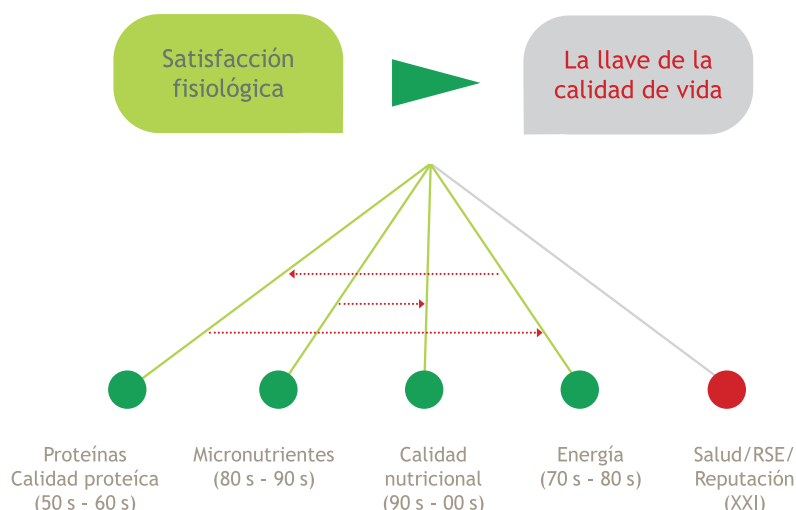 Satisfacción
fisiológica
La llave de la
calidad de vida
Proteínas
Calidad proteíca
(50 s - 60 s)
Micronutrientes
(80 s - 90 s)
Calidad
nutricional
(90 s - 00 s)
Energía
(70 s - 80 s)
Salud/RSE/
Reputación
(XXI)